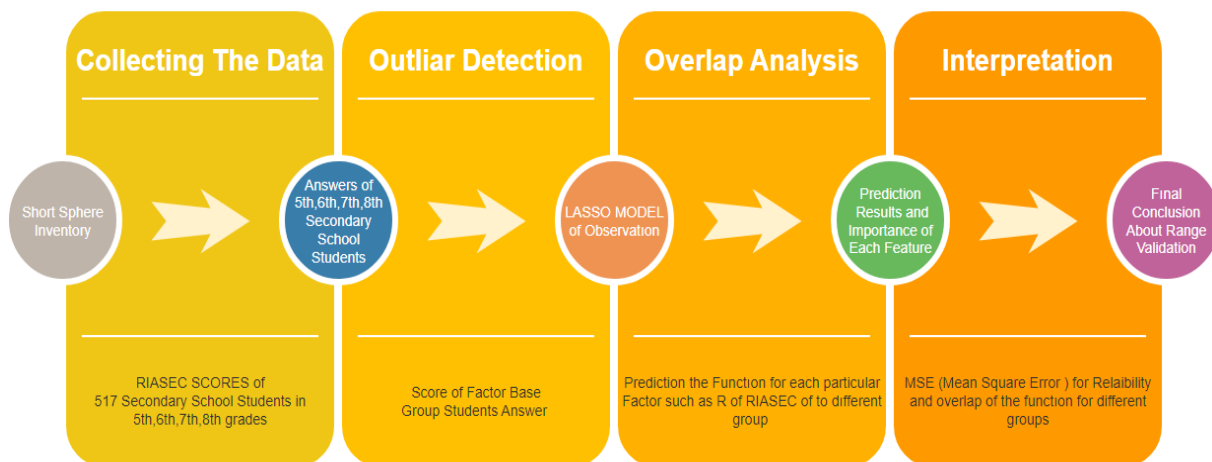 Collecting The Data
Outliar Detection
Overlap Analysis
Interpretation
Short Sphere
Inventory
Answers of
5th,6th,7th,8th
Secondary
School
Students
LASSO MODEL
of Observation
Prediction
Results and
Importance of
Each Feature
Final
Conclusion
About Range
Validation
RIASEC SCORES of
517 Secondary School Students in
5th,6th,7th,8th grades
Score of Factor Base
Group Students Answer
Prediction the Functıon for each particular
Factor such as R of RIASEC of to different
group
MSE (Mean Square Error ) for Relaibility
and overlap of the functıon for different
groups